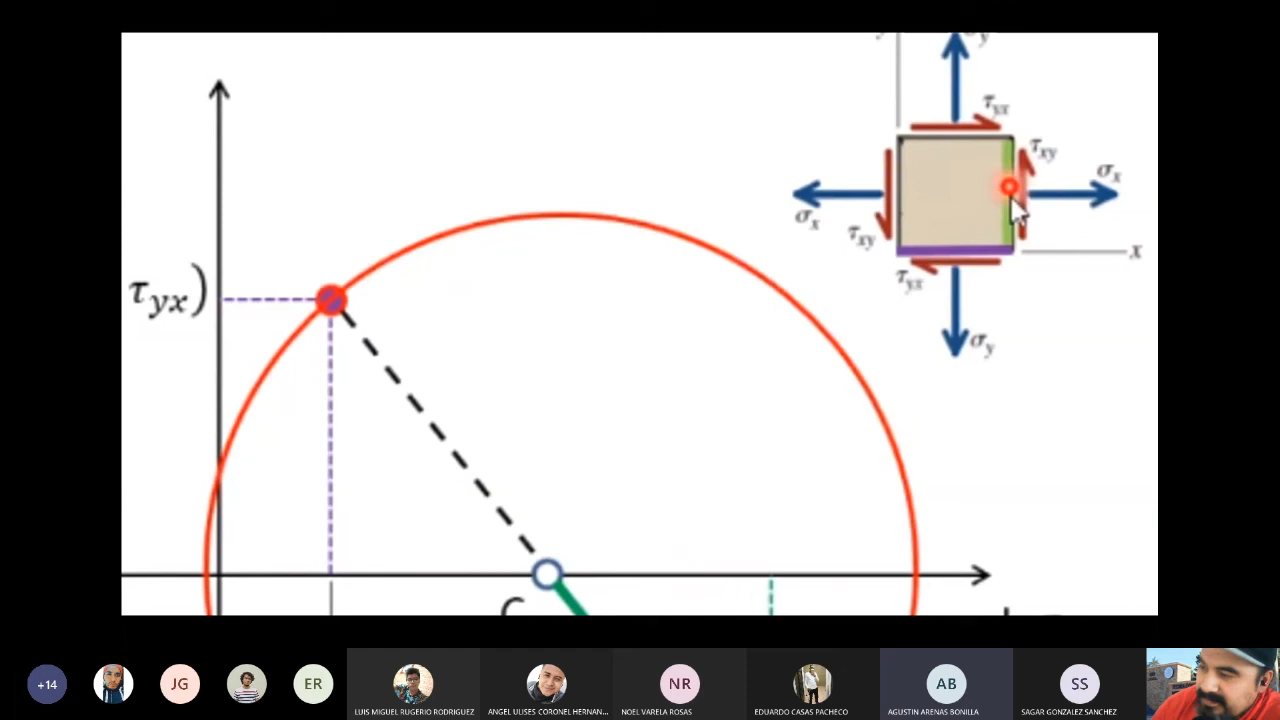 σy
τyx
τxy
σx
σx
τxy
x
τyx
σy
τyx)
C
+14
JG
ER
NR
AB
SS
LUIS MIGUEL RUGERIO RODRIGUEZ
ANGEL ULISES CORONEL HERNAN...
NOEL VARELA ROSAS
EDUARDO CASAS PACHECO
AGUSTIN ARENAS BONILLA
SAGAR GONZALEZ SANCHEZ